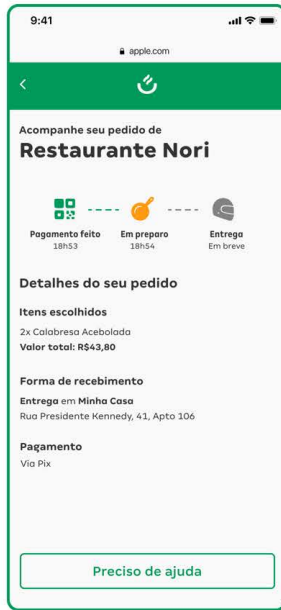 9:41
apple.com
Acompanhe seu pedido de
Restaurante Nori
Pagamento feito Em preparo Entrega
18h53 18h54 Em breve
Detalhes do seu pedido
Itens escolhidos
2x Calabresa Acebolada
Valor total: R$43,80
Forma de recebimento
Entrega em Minha Casa
Rua Presidente Kennedy, 41, Apto 106
Pagamento
Via Pix
Preciso de ajuda